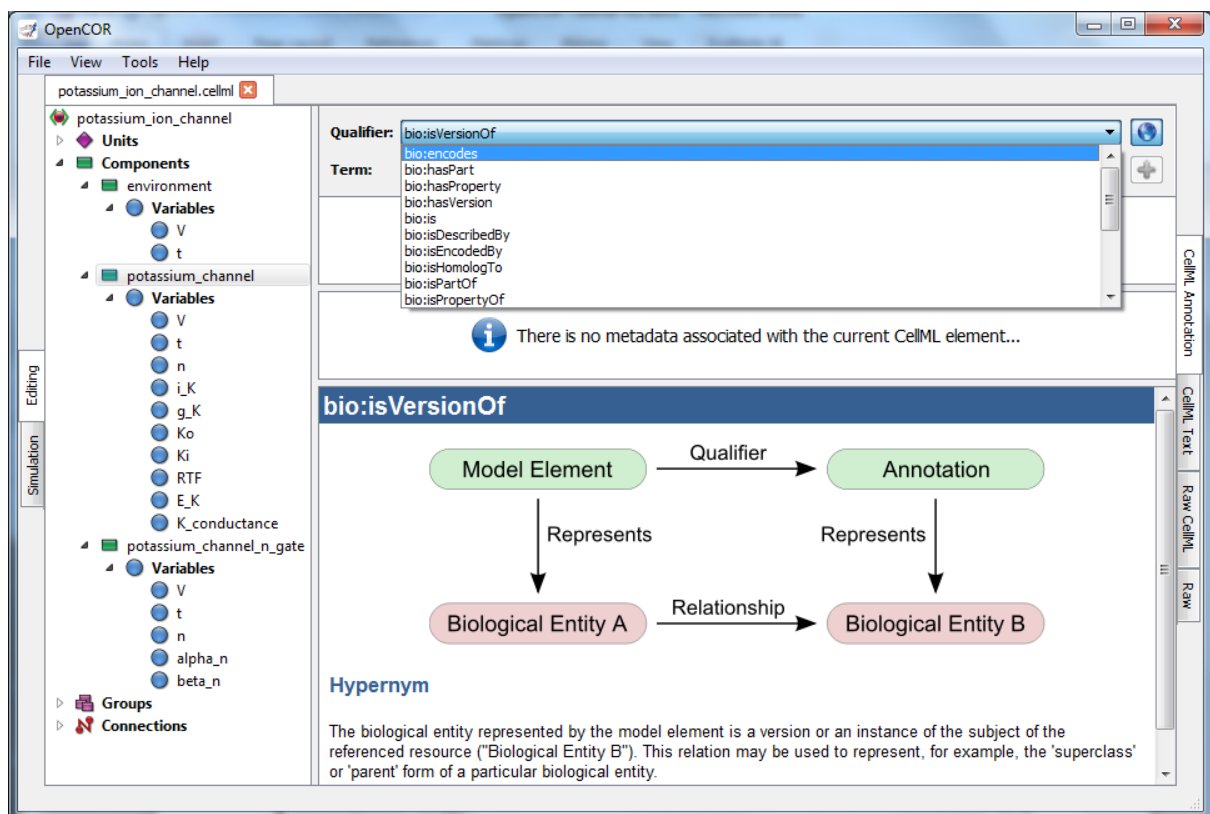 OpenCOR
File View Tools Help
potassium_ion_channel.cellml
potassium_ion_channel
Units
Components
environment
Variables
V
t
potassium_channel
Variables
V
t
n
i_K
g_K
Ko
Ki
RTF
E_K
K_conductance
potassium_channel_n_gate
Variables
V
t
n
alpha_n
beta_n
Groups
Connections
Editing
Simulation
Qualifier: bio:isVersionOf
Term:
bio:encodes
bio:hasPart
bio:hasProperty
bio:hasVersion
bio:is
bio:isDescribedBy
bio:isEncodedBy
bio:isHomologTo
bio:isPartOf
bio:isPropertyOf
There is no metadata associated with the current CellML element...
bio:isVersionOf
Model Element
Qualifier
Annotation
Represents
Represents
Biological Entity A
Relationship
Biological Entity B
Hypernym
The biological entity represented by the model element is a version or an instance of the subject of the
referenced resource ("Biological Entity B"). This relation may be used to represent, for example, the 'superclass'
or 'parent' form of a particular biological entity.
CellML Annotation
CellML Text
Raw CellML
Raw